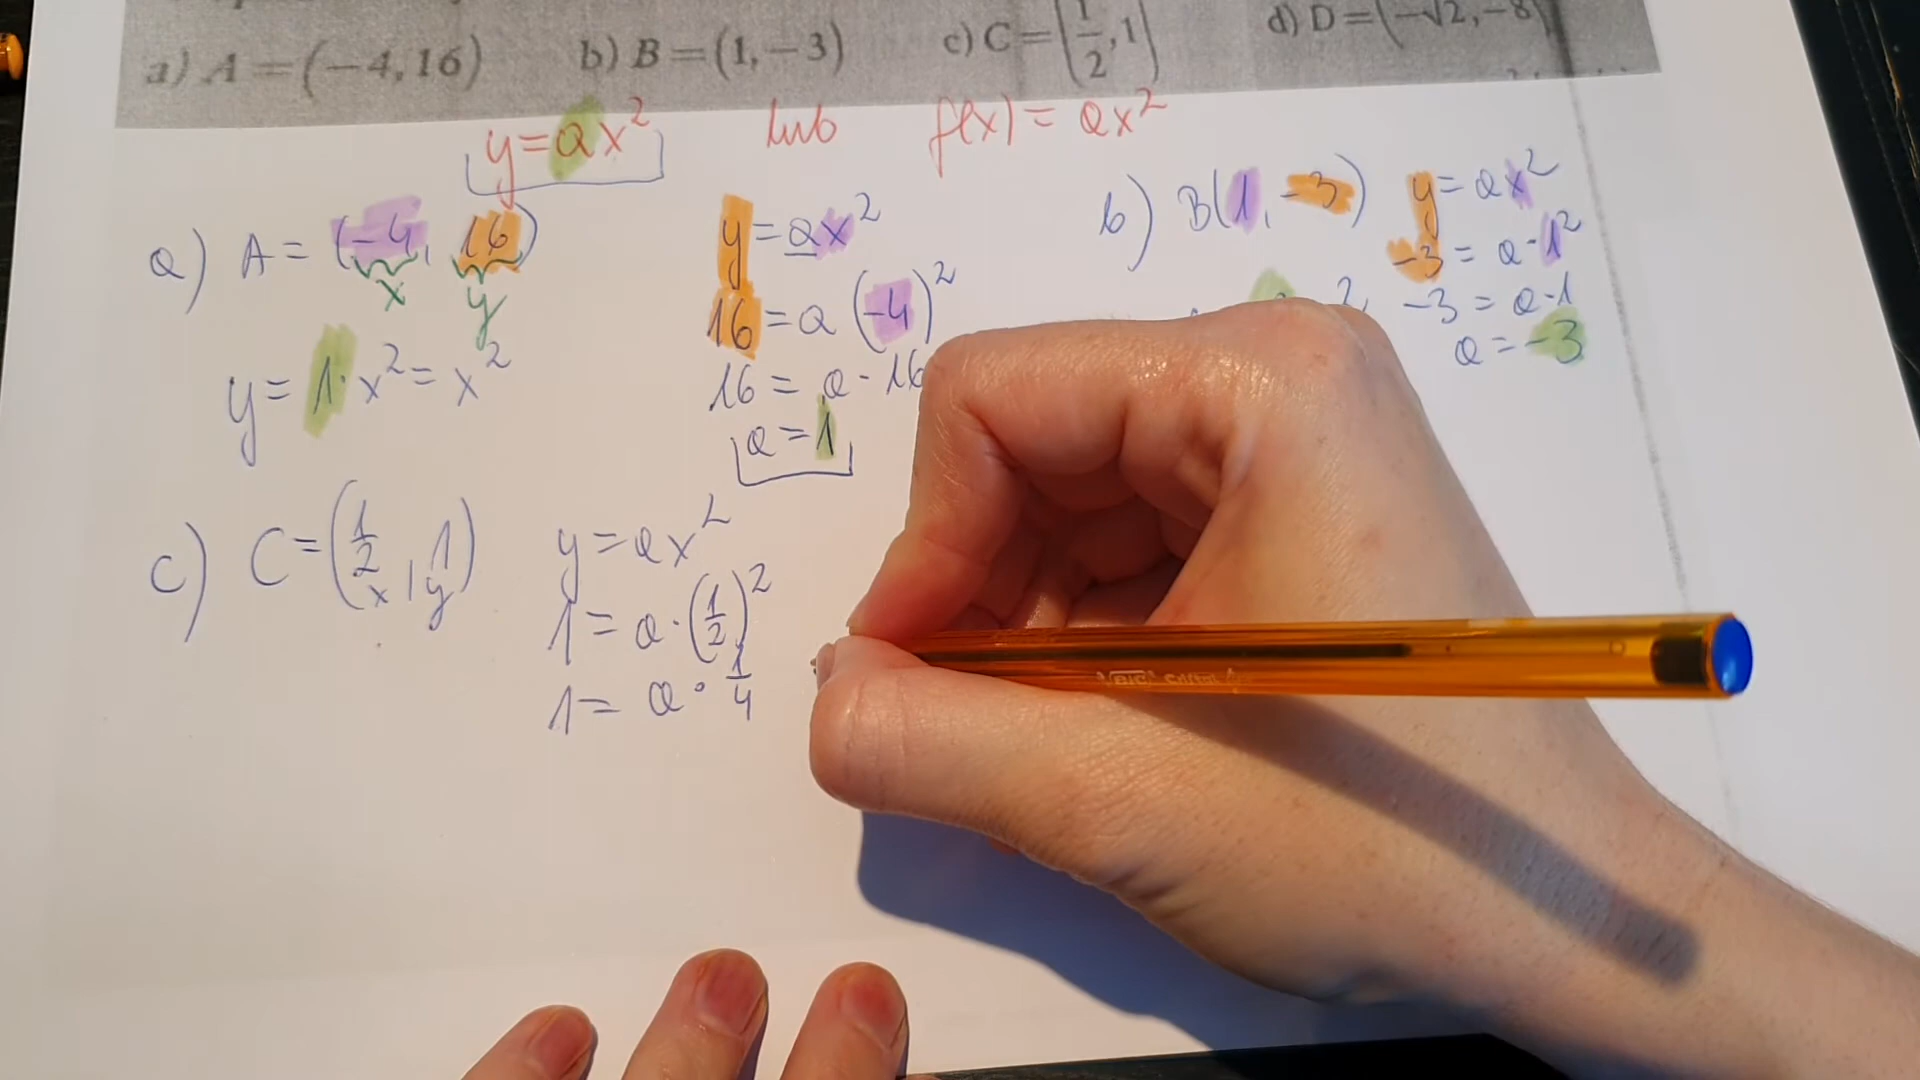 a) A = (-4, 16) b) B = (1, -3) c) C = (1/2, 1) d) D = (-√2, -8)
y = ax² lub f(x) = ax²
a) A = (-4, 16)
x y
y = 1·x² = x²
y = ax²
16 = a (-4)²
16 = a · 16
a = 1
b) B(1, -3)
y = ax²
-3 = a · 1²
-3 = a · 1
a = -3
c) C = (1/2, 1)
x, y
y = ax²
1 = a · (1/2)²
1 = a · 1/4
BIC Cristal